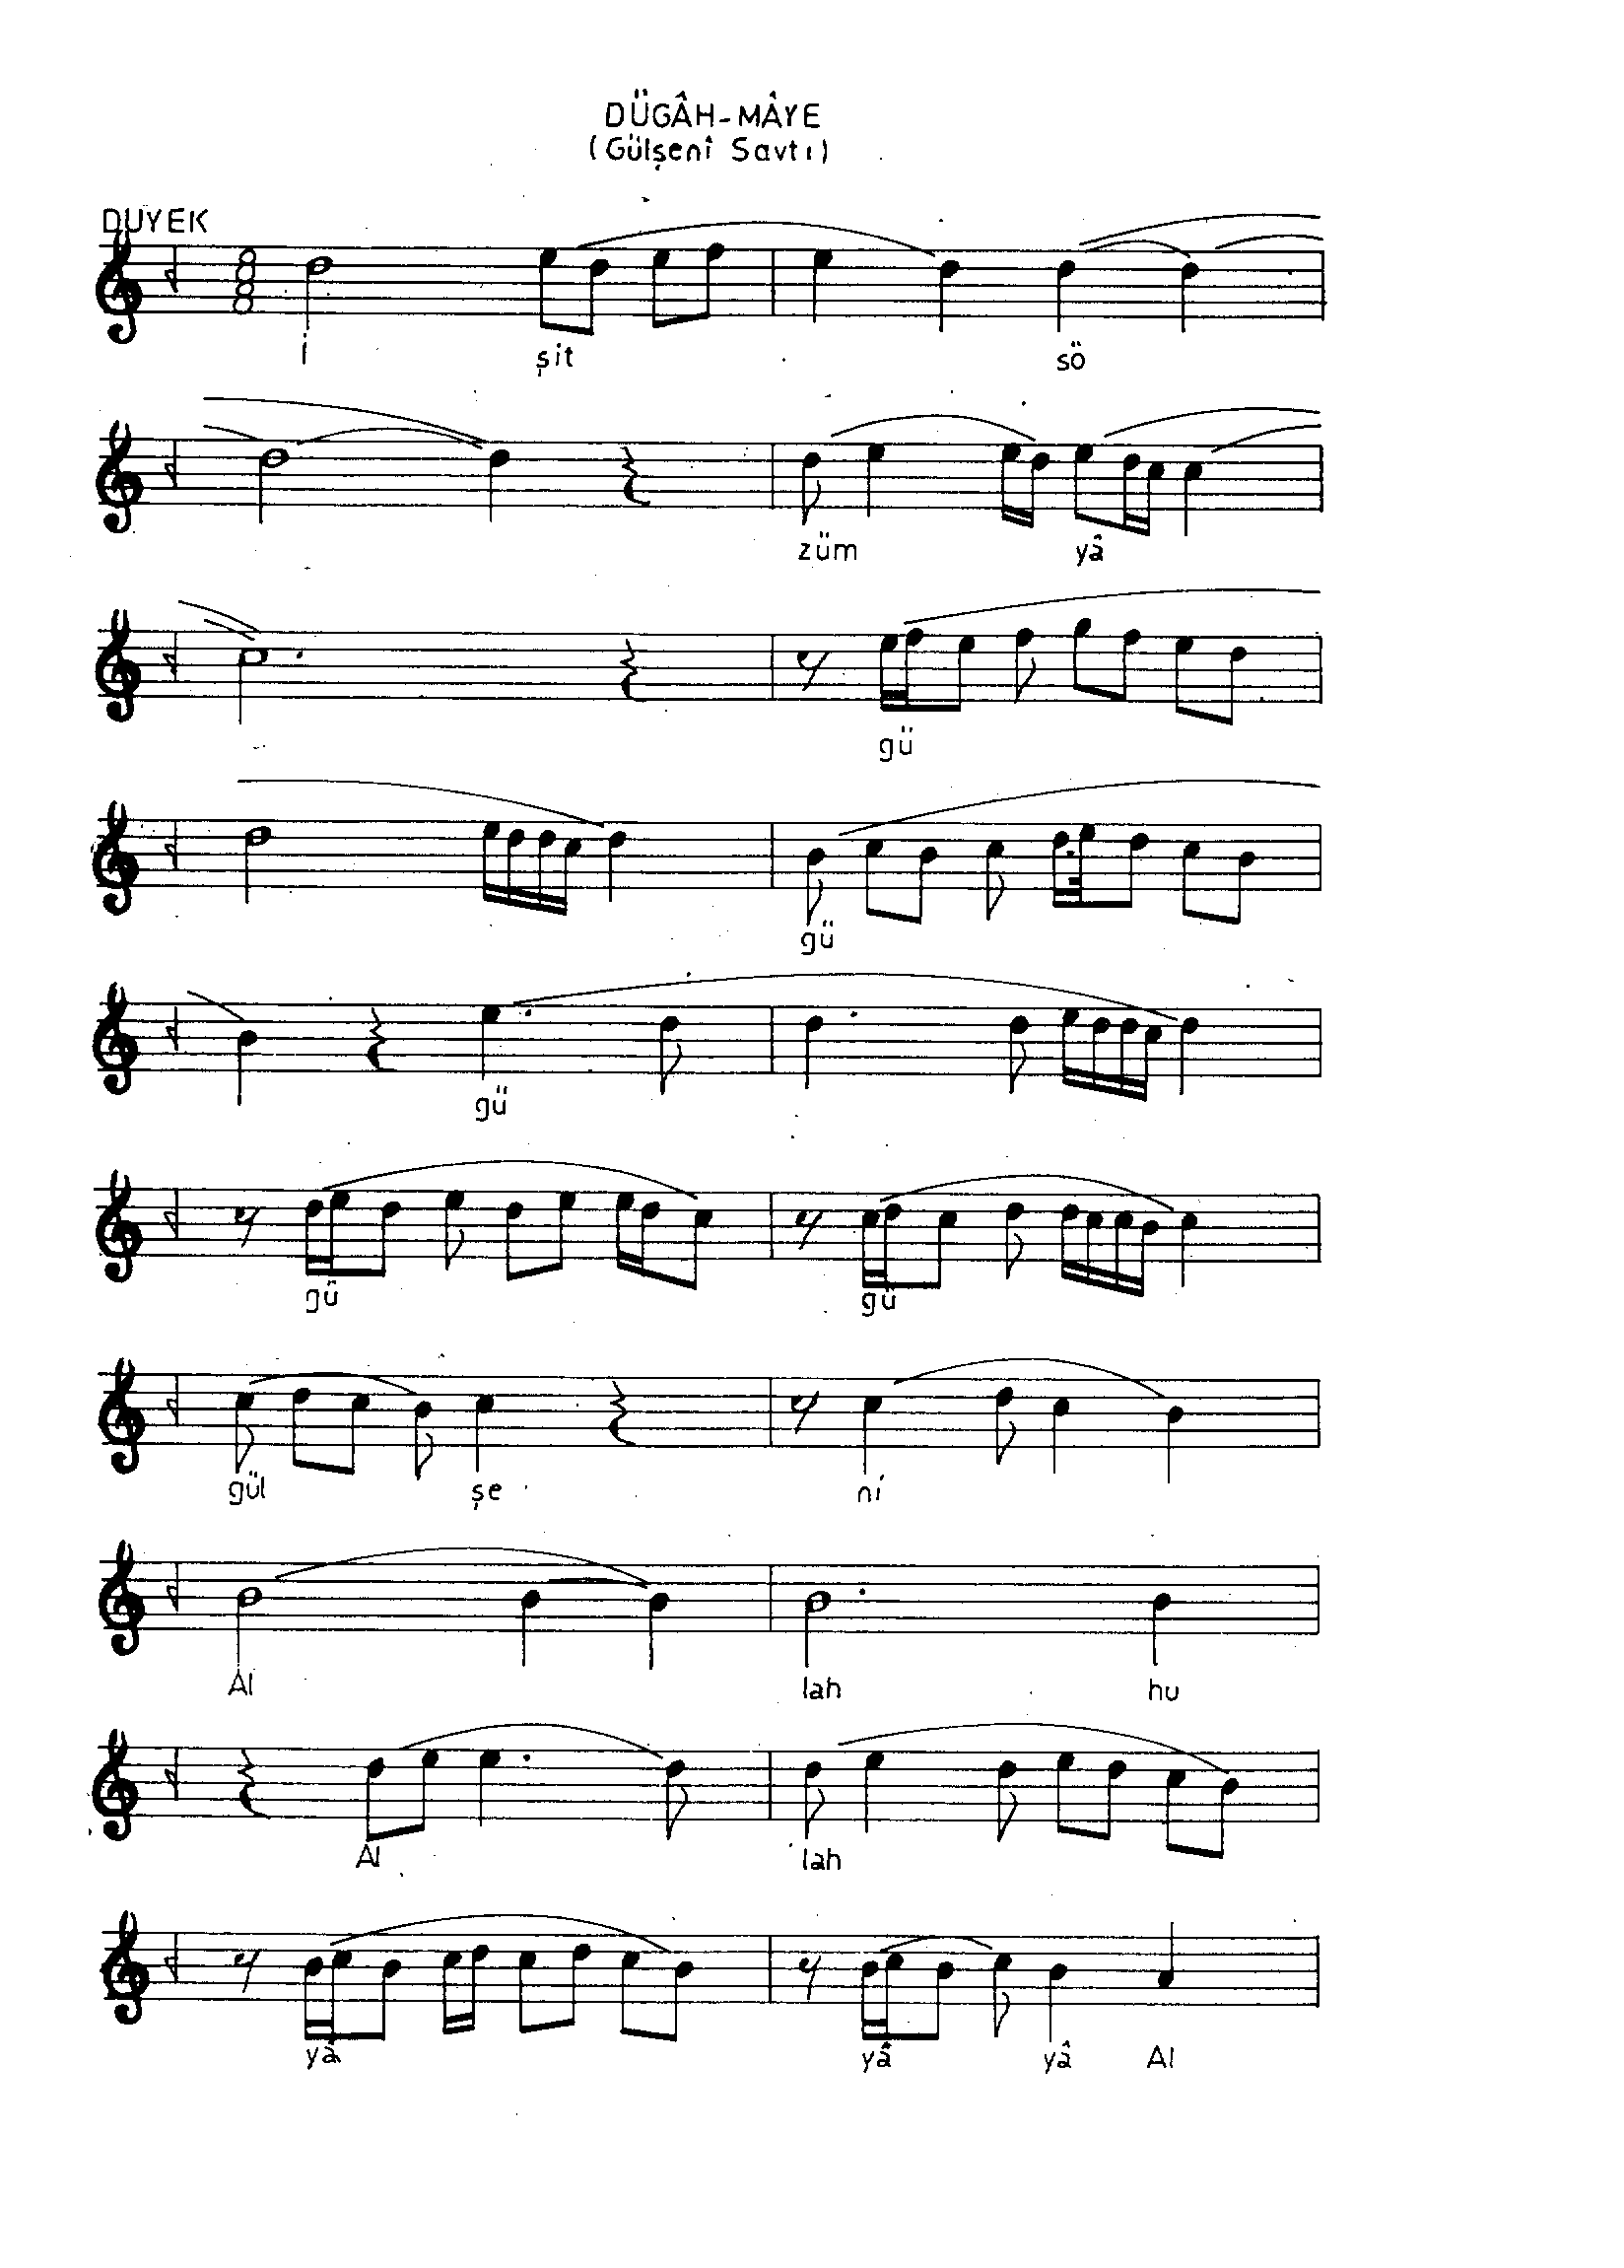 DÜGÂH-MÂYE
(Gülşenî Savtı)
DUYEK
i şit sö
züm yâ
gü
gü
gü
gü gü
gül şe ni
Al lah hu
Al lah
yâ yâ yâ Al